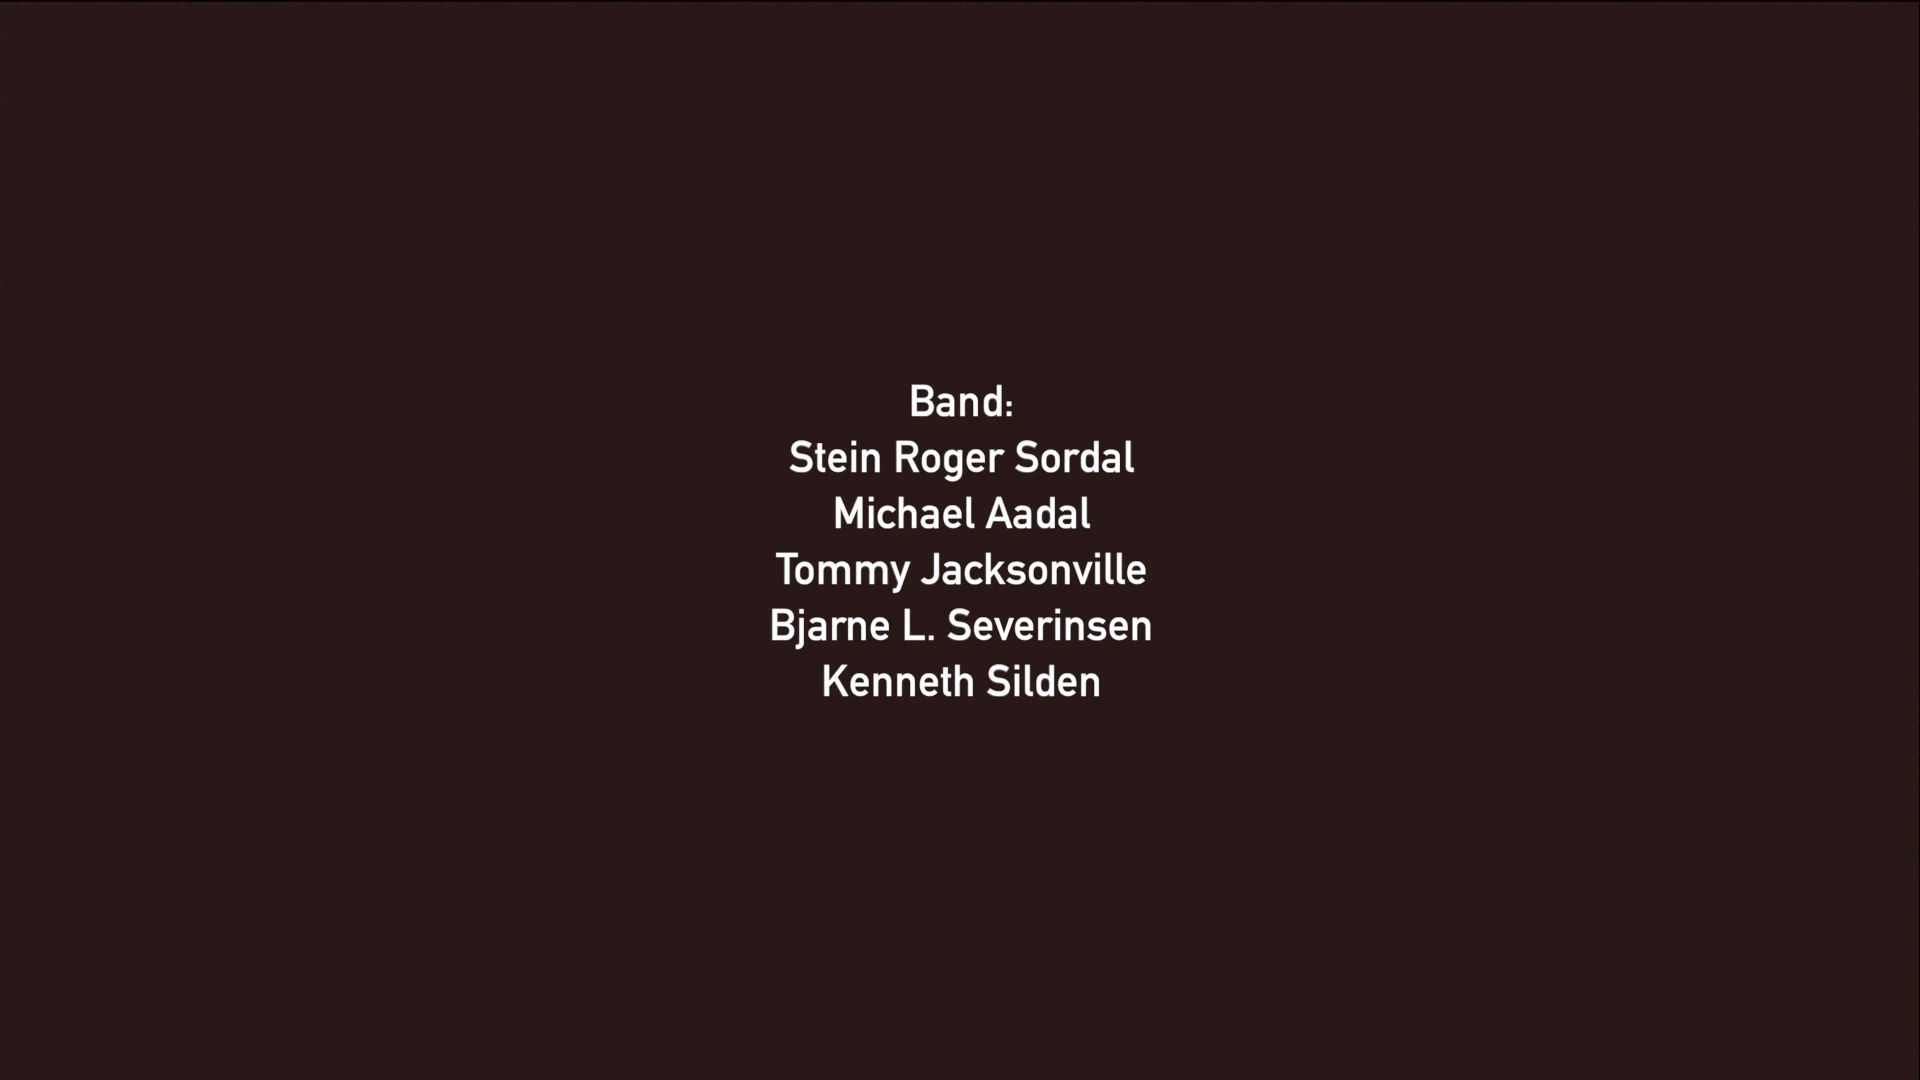 Band:
Stein Roger Sordal
Michael Aadal
Tommy Jacksonville
Bjarne L. Severinsen
Kenneth Silden